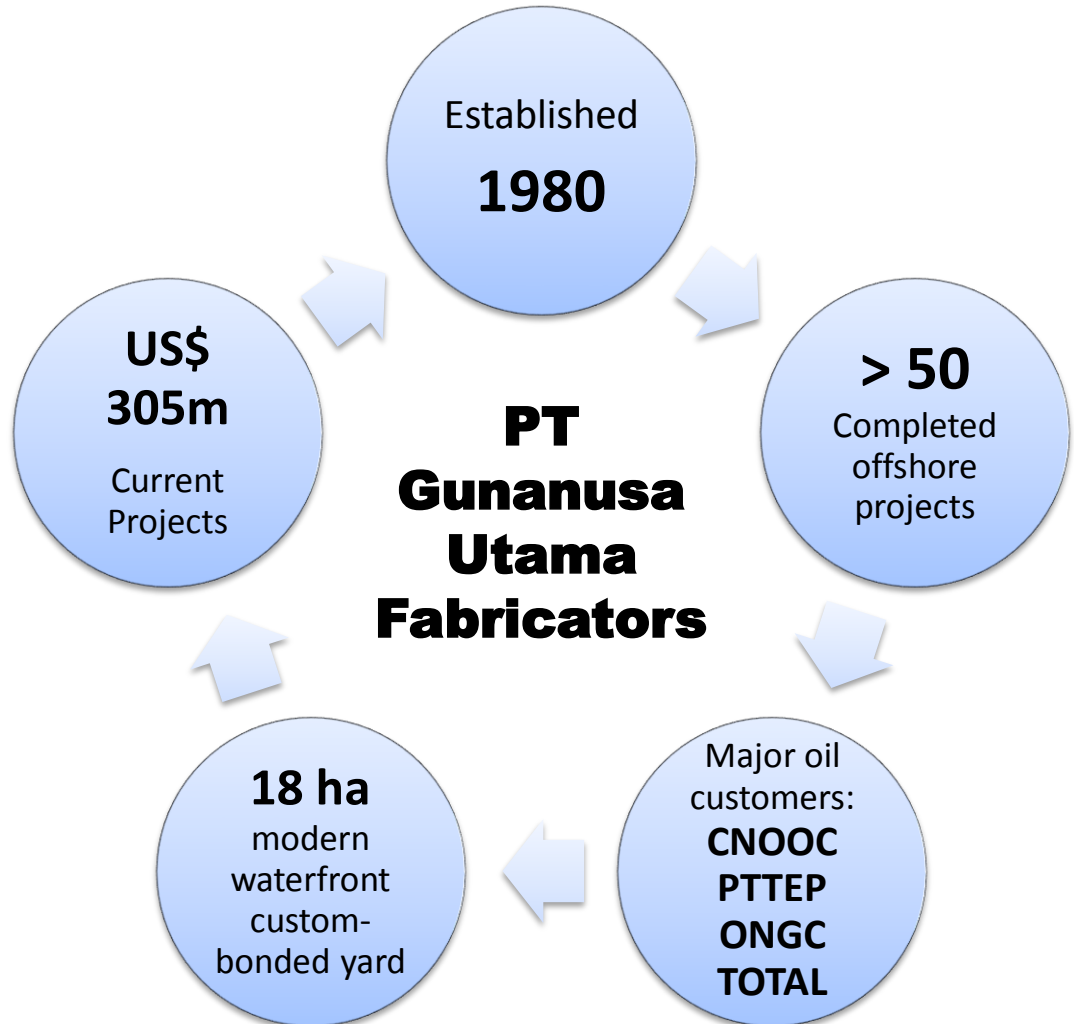 Established
1980
> 50
Completed
offshore
projects
Major oil
customers:
CNOOC
PTTEP
ONGC
TOTAL
18 ha
modern
waterfront
custom-
bonded yard
US$
305m
Current
Projects
PT
Gunanusa
Utama
Fabricators